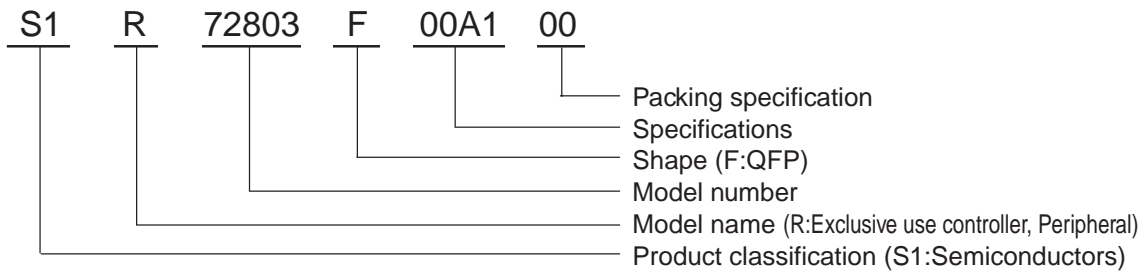 S1 R 72803 F 00A1 00
Packing specification
Specifications
Shape (F:QFP)
Model number
Model name (R:Exclusive use controller, Peripheral)
Product classification (S1:Semiconductors)